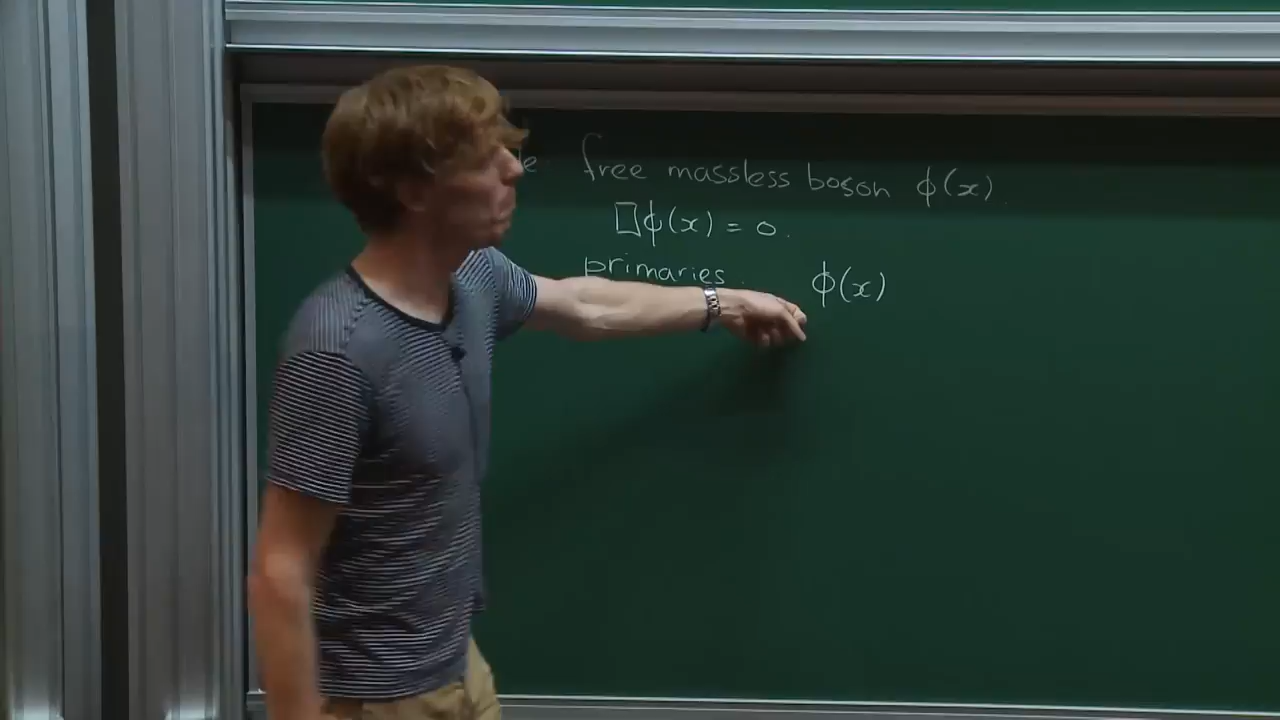 free massless boson ϕ(x).
□ϕ(x) = 0.
primaries. ϕ(x)